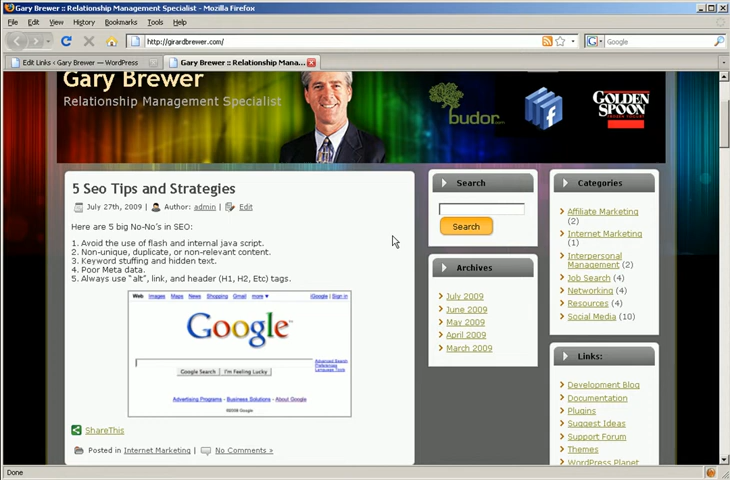 Gary Brewer :: Relationship Management Specialist - Mozilla Firefox
File Edit View History Bookmarks Tools Help
http://girardbrewer.com/
Google
Edit Links ‹ Gary Brewer — WordPress
Gary Brewer :: Relationship Mana...
Gary Brewer
Relationship Management Specialist
budor
f
GOLDEN
SPOON
5 Seo Tips and Strategies
July 27th, 2009 | Author: admin | Edit
Here are 5 big No-No's in SEO:
1. Avoid the use of flash and internal java script.
2. Non-unique, duplicate, or non-relevant content.
3. Keyword stuffing and hidden text.
4. Poor Meta data.
5. Always use "alt", link, and header (H1, H2, Etc) tags.
Web Images Maps News Shopping Gmail more ▼
iGoogle | Sign in
Google
Advanced Search
Preferences
Language Tools
Google Search I'm Feeling Lucky
Advertising Programs - Business Solutions - About Google
©2008 Google
ShareThis
Posted in Internet Marketing | No Comments »
Search
Search
Archives
July 2009
June 2009
May 2009
April 2009
March 2009
Categories
Affiliate Marketing
(2)
Internet Marketing
(1)
Interpersonal
Management (2)
Job Search (4)
Networking (4)
Resources (4)
Social Media (10)
Links:
Development Blog
Documentation
Plugins
Suggest Ideas
Support Forum
Themes
WordPress Planet
Done